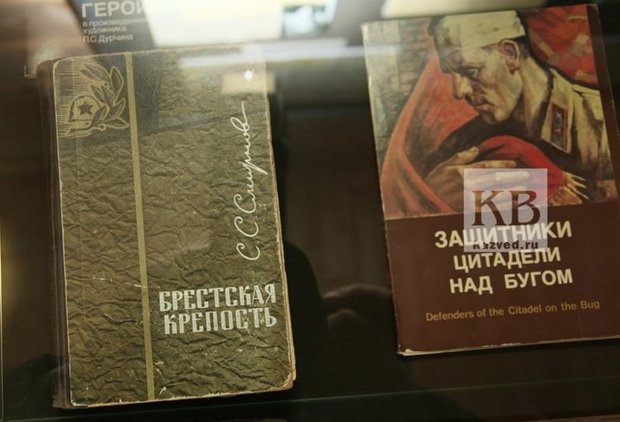 ГЕРОИ
в произведениях
художника
П.С. Дурчина
С. С. Смирнов
БРЕСТСКАЯ
КРЕПОСТЬ
KB
kazved.ru
ЗАЩИТНИКИ
ЦИТАДЕЛИ
НАД БУГОМ
Defenders of the Citadel on the Bug